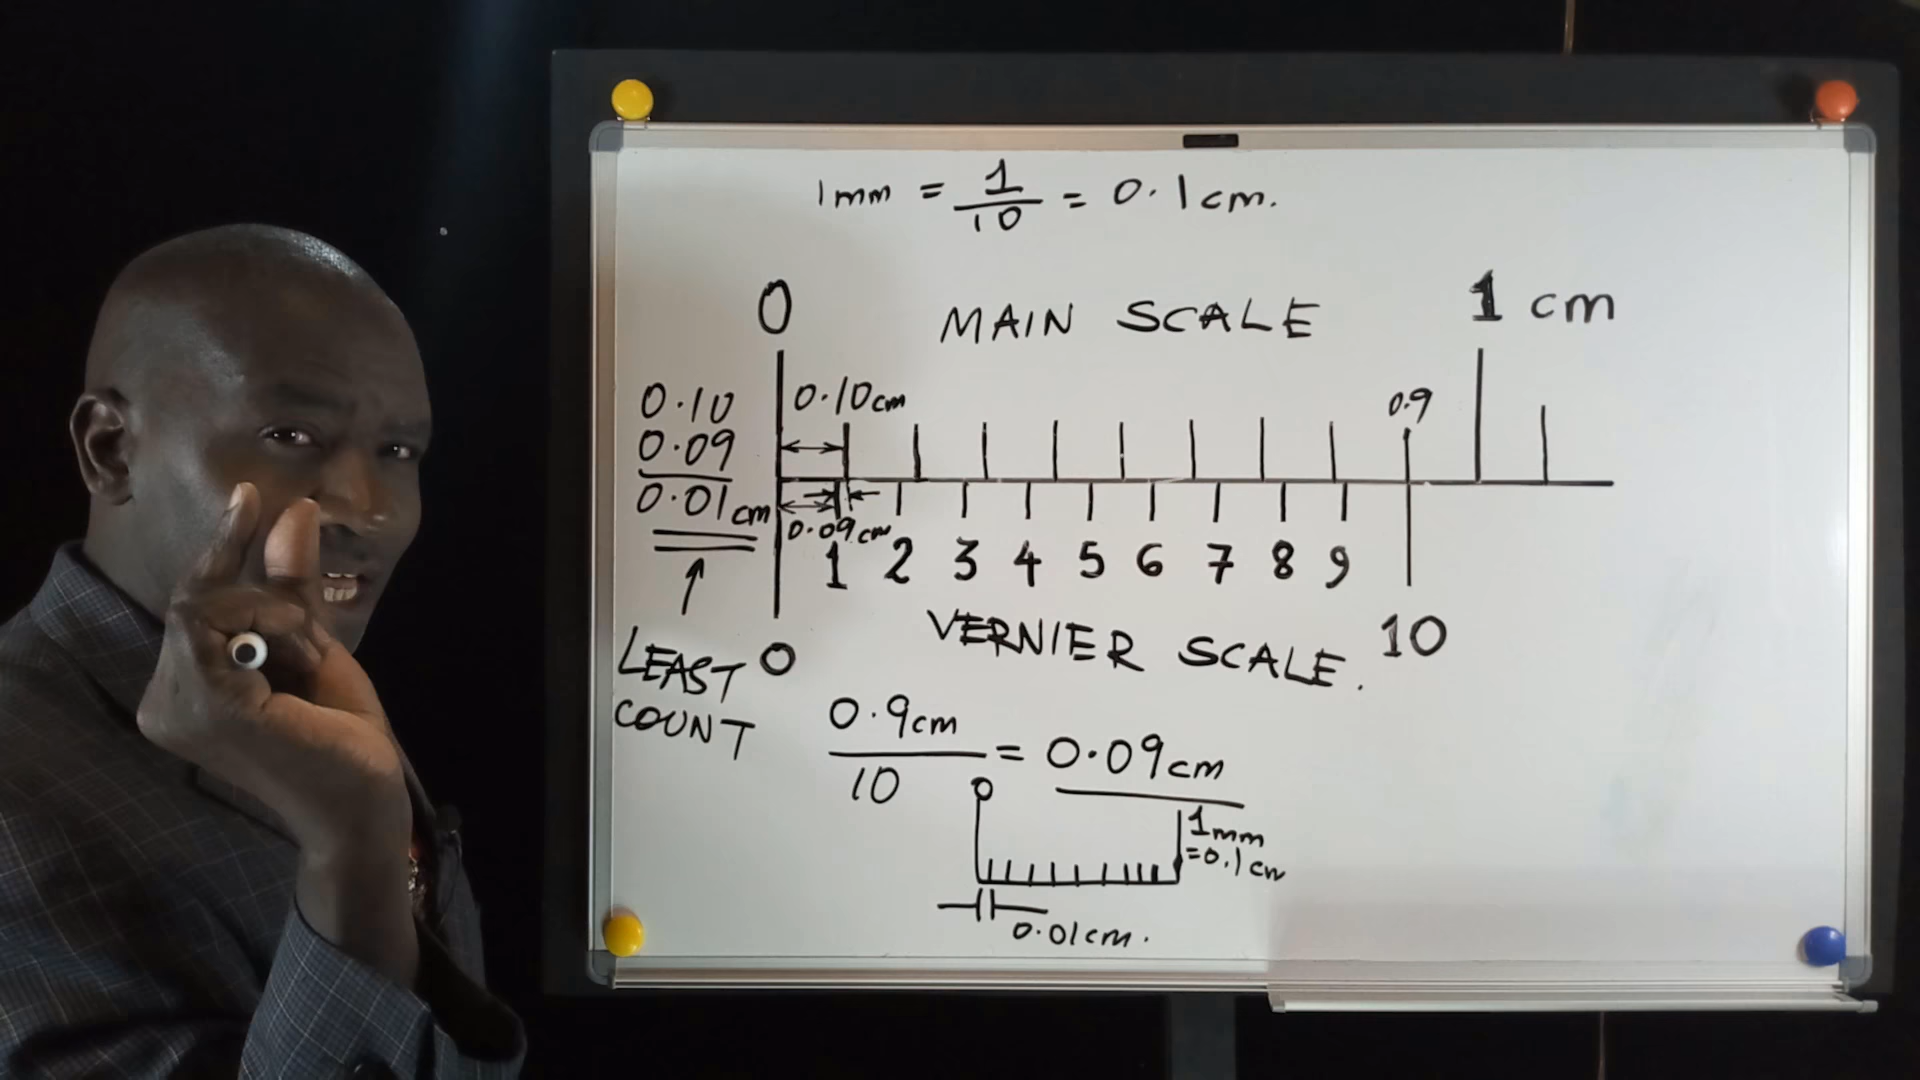 1mm = 1/10 = 0.1cm.
0 MAIN SCALE 1 cm
0.10
0.09
0.01cm
LEAST
COUNT
0.10cm
0.9
0.09cm
1 2 3 4 5 6 7 8 9
0 VERNIER SCALE. 10
0.9cm/10 = 0.09cm
0
1mm
=0.1cm
0.01cm.